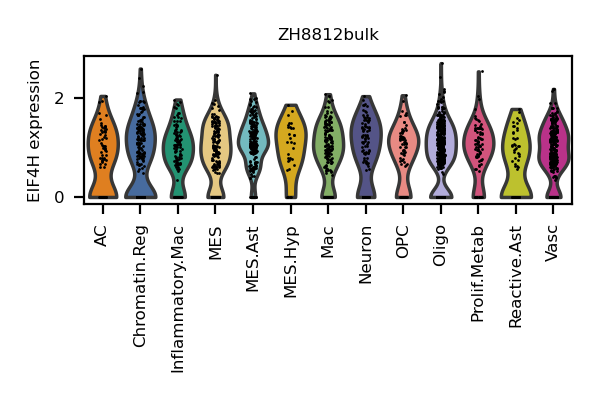 ZH8812bulk
EIF4H expression
2
0
AC
Chromatin.Reg
Inflammatory.Mac
MES
MES.Ast
MES.Hyp
Mac
Neuron
OPC
Oligo
Prolif.Metab
Reactive.Ast
Vasc